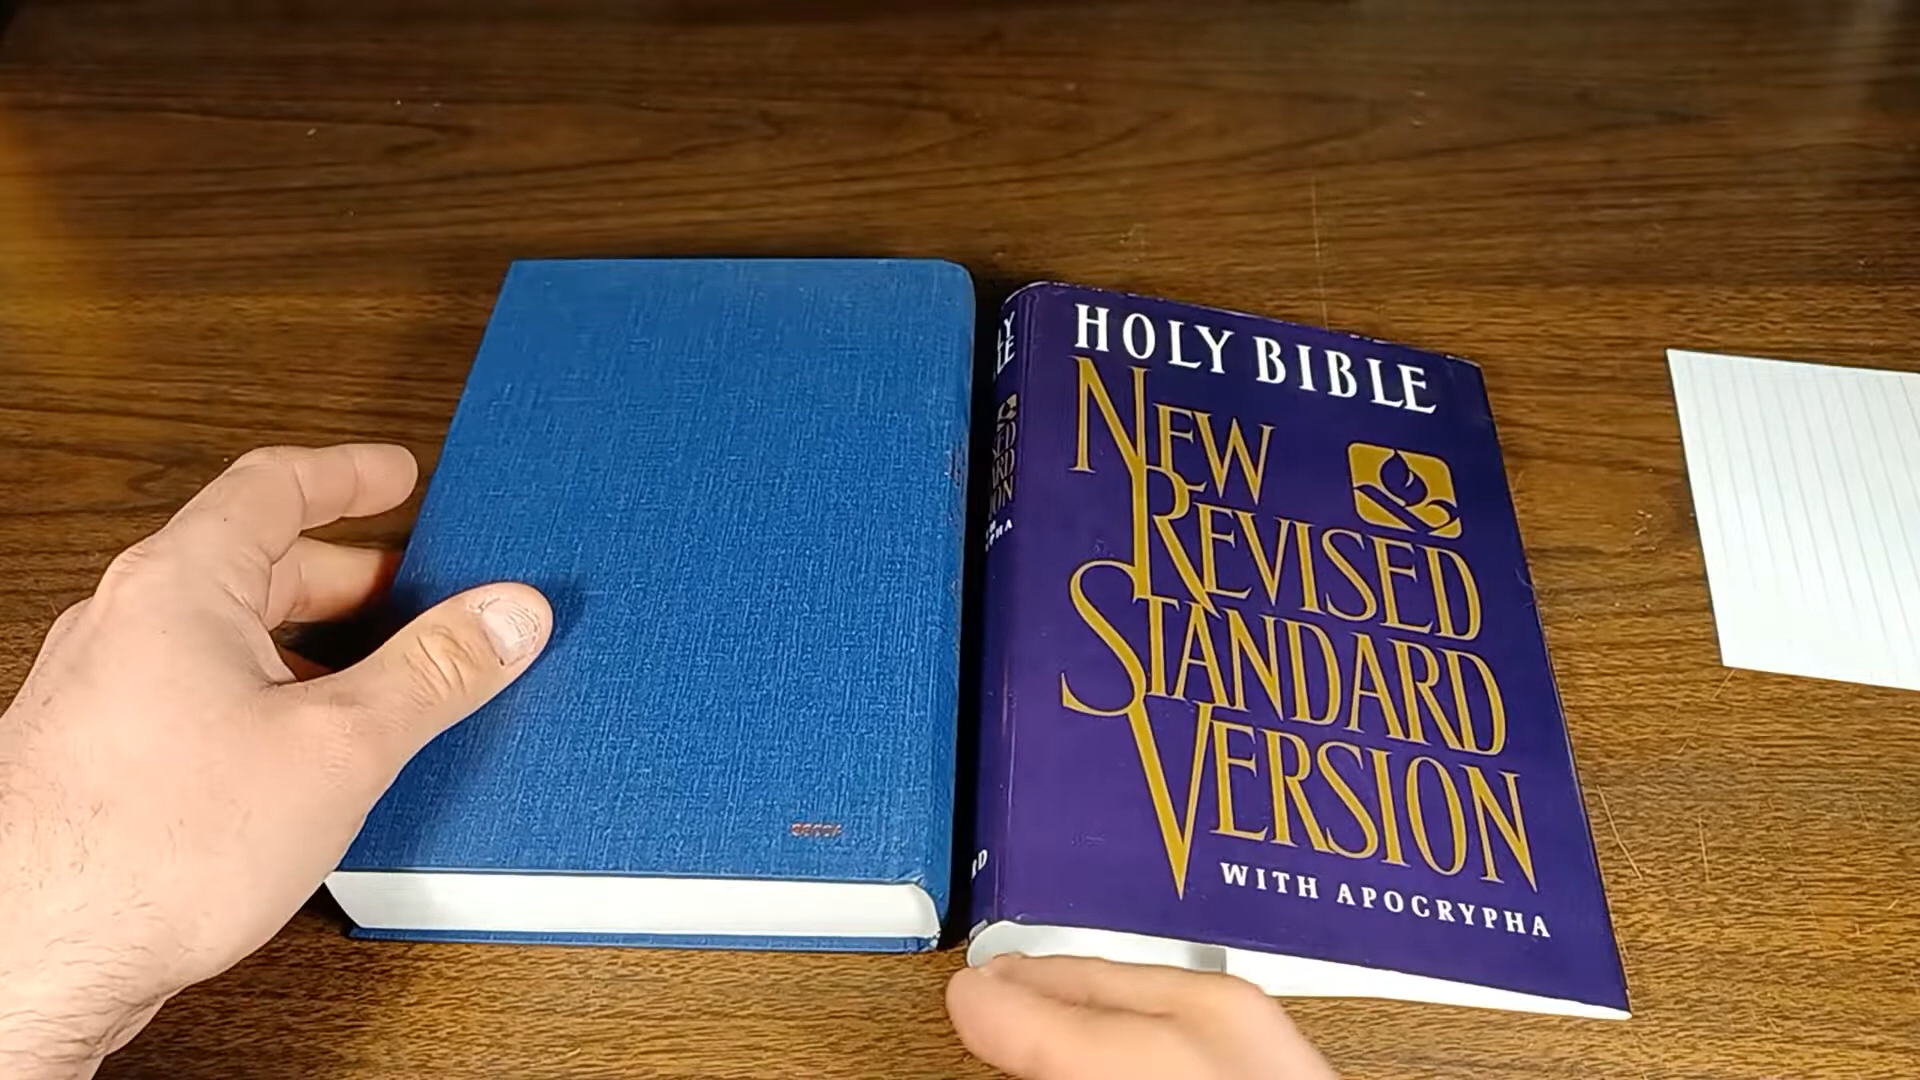 HOLY BIBLE
NEW
REVISED
STANDARD
VERSION
WITH APOCRYPHA